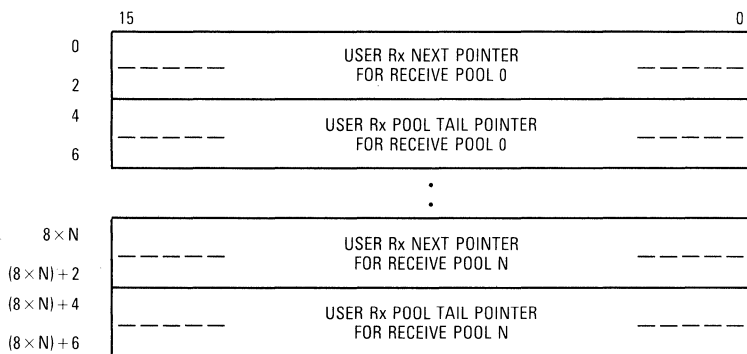 15 0
0 USER Rx NEXT POINTER
FOR RECEIVE POOL 0
2
4 USER Rx POOL TAIL POINTER
6 FOR RECEIVE POOL 0
8×N USER Rx NEXT POINTER
(8×N)+2 FOR RECEIVE POOL N
(8×N)+4 USER Rx POOL TAIL POINTER
(8×N)+6 FOR RECEIVE POOL N